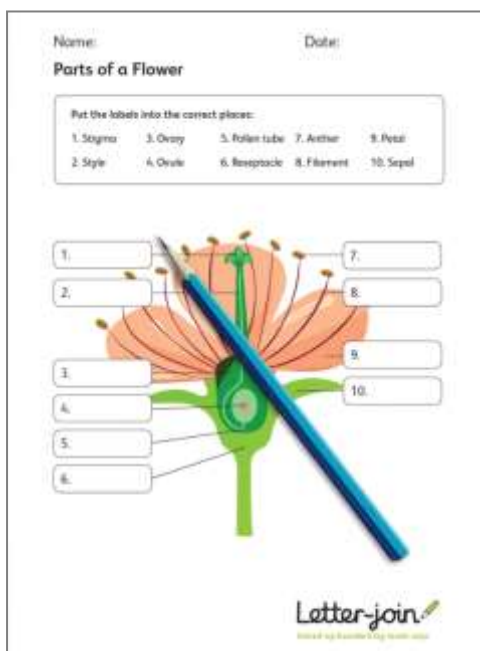 Name: Date:
Parts of a Flower
Put the labels into the correct places:
1. Stigma 3. Ovary 5. Pollen tube 7. Anther 9. Petal
2. Style 4. Ovule 6. Receptacle 8. Filament 10. Sepal
1. 7.
2. 8.
9.
3.
10.
4.
5.
6.
Letter-join